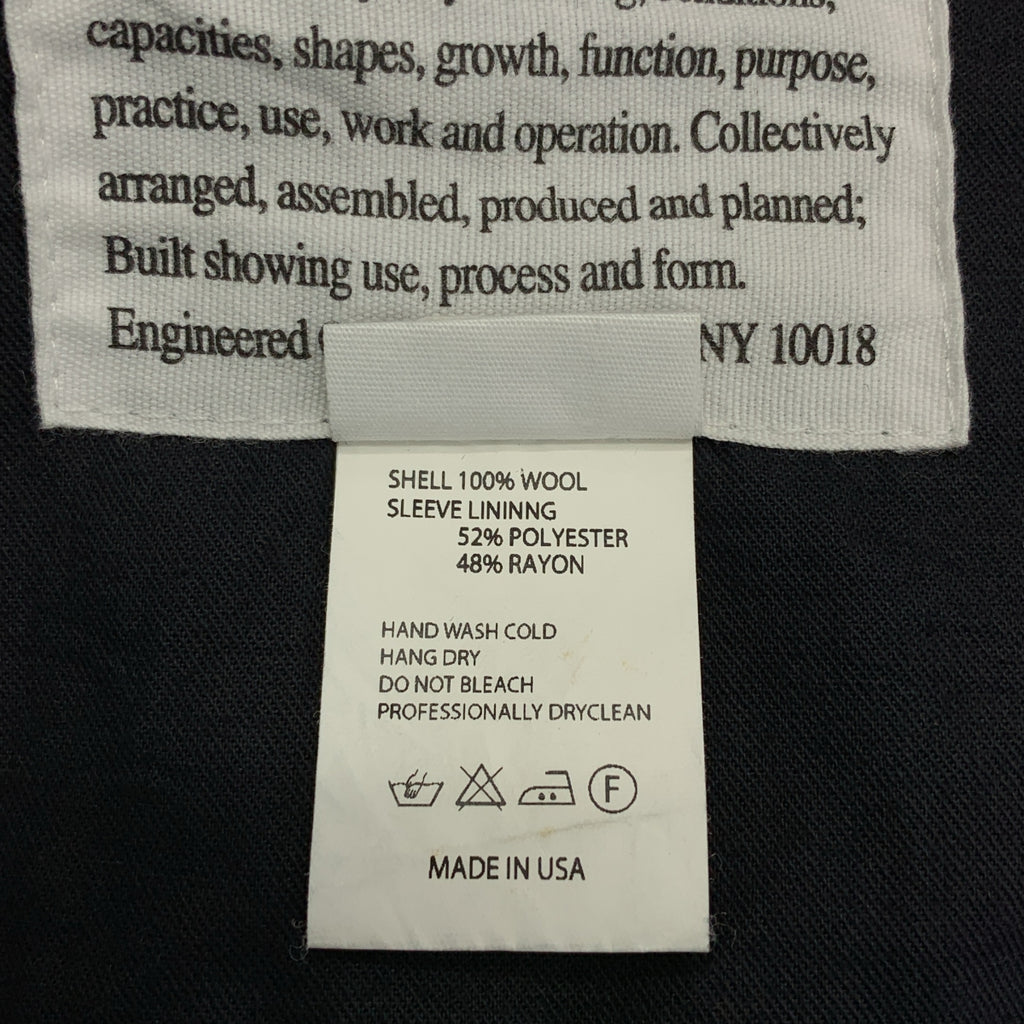 capacities, shapes, growth, function, purpose,
practice, use, work and operation. Collectively
arranged, assembled, produced and planned;
Built showing use, process and form.
Engineered NY 10018
SHELL 100% WOOL
SLEEVE LININNG
52% POLYESTER
48% RAYON
HAND WASH COLD
HANG DRY
DO NOT BLEACH
PROFESSIONALLY DRYCLEAN
F
MADE IN USA